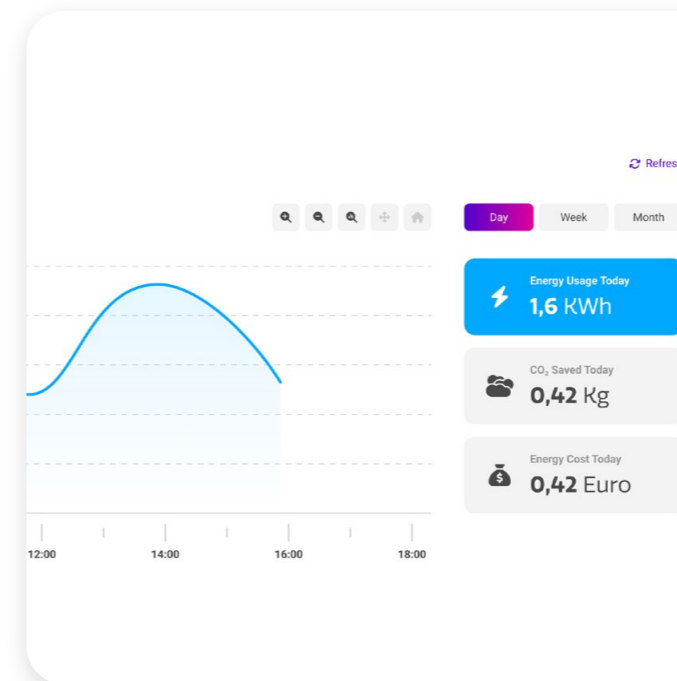 Refres
Day Week Month
Energy Usage Today
1,6 KWh
CO₂ Saved Today
0,42 Kg
Energy Cost Today
0,42 Euro
12:00 14:00 16:00 18:00